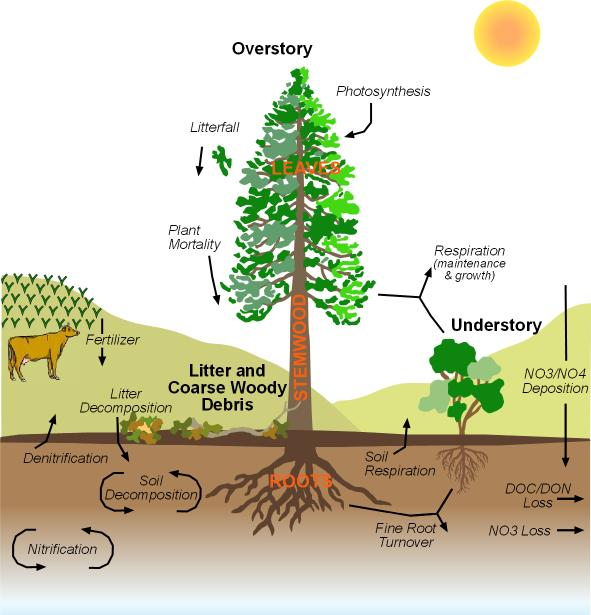 Overstory
Photosynthesis
Litterfall
LEAVES
Plant
Mortality
Respiration
(maintenance
& growth)
STEMWOOD
Understory
Fertilizer
Litter and
Coarse Woody
Debris
NO3/NO4
Deposition
Litter
Decomposition
Denitrification
Soil
Respiration
Soil
Decomposition
ROOTS
DOC/DON
Loss
Fine Root
Turnover
NO3 Loss
Nitrification